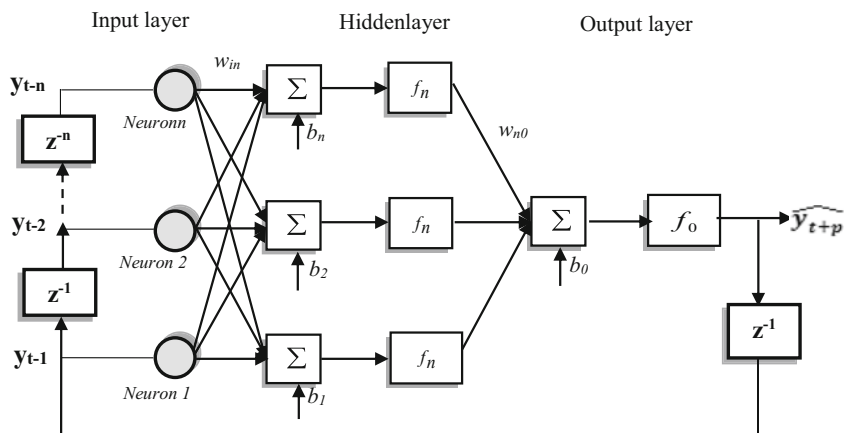 Input layer
Hiddenlayer
Output layer
y_{t-n}
w_{in}
Σ
f_n
Neuronn
b_n
z^{-n}
w_{n0}
y_{t-2}
Σ
f_n
Σ
f_o
\widehat{y_{t+p}}
Neuron 2
b_2
b_0
z^{-1}
z^{-1}
y_{t-1}
Σ
f_n
Neuron 1
b_1